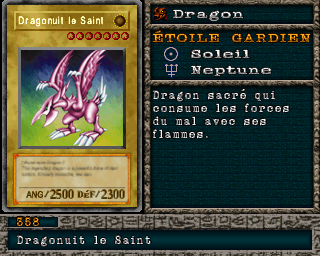 Dragonuit le Saint
ANG/2500 DÉF/2300
Dragon
ÉTOILE GARDIEN
Soleil
Neptune
Dragon sacré qui
consume les forces
du mal avec ses
flammes.
358
Dragonuit le Saint